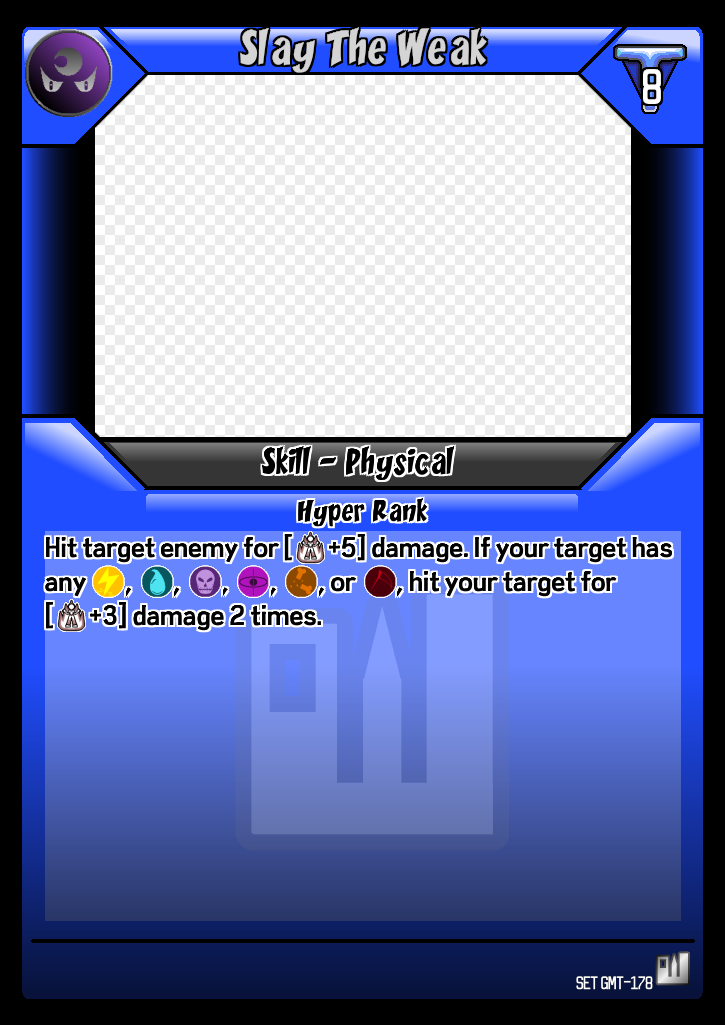 Slay The Weak
8
Skill - Physical
Hyper Rank
Hit target enemy for [ +5] damage. If your target has
any , , , , , or , hit your target for
[ +3] damage 2 times.
SET GMT-178